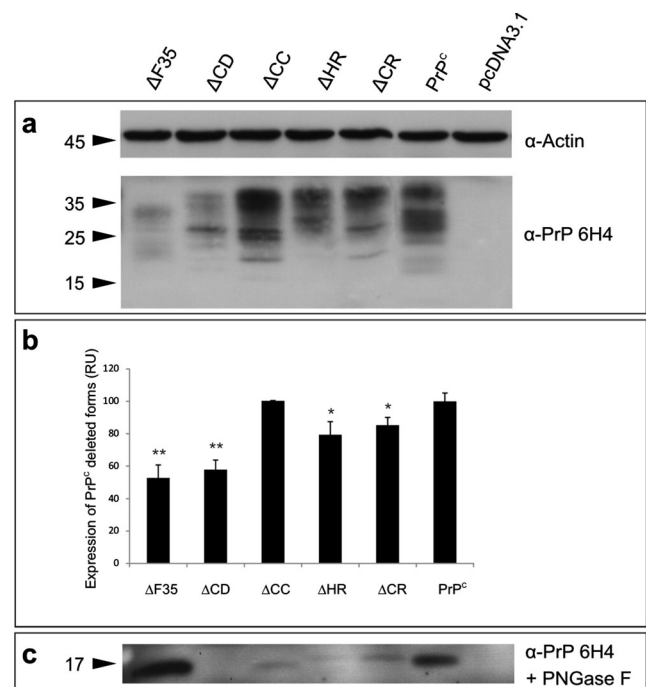 ΔF35 ΔCD ΔCC ΔHR ΔCR PrPᶜ pcDNA3.1
a
45 α-Actin
35
25 α-PrP 6H4
15
b
Expression of PrPᶜ deleted forms (RU)
120
100
80
60
40
20
0
** ** * *
ΔF35 ΔCD ΔCC ΔHR ΔCR PrPᶜ
c
17 α-PrP 6H4
+ PNGase F